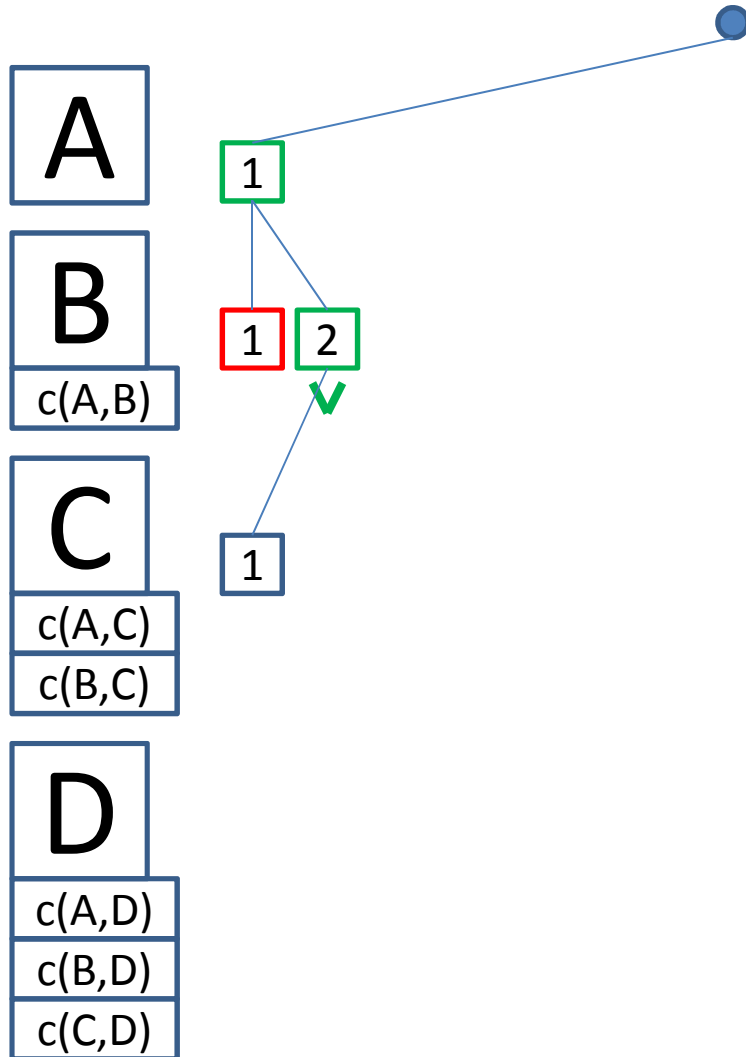 A
1
B
1 2
c(A,B)
C
1
c(A,C)
c(B,C)
D
c(A,D)
c(B,D)
c(C,D)